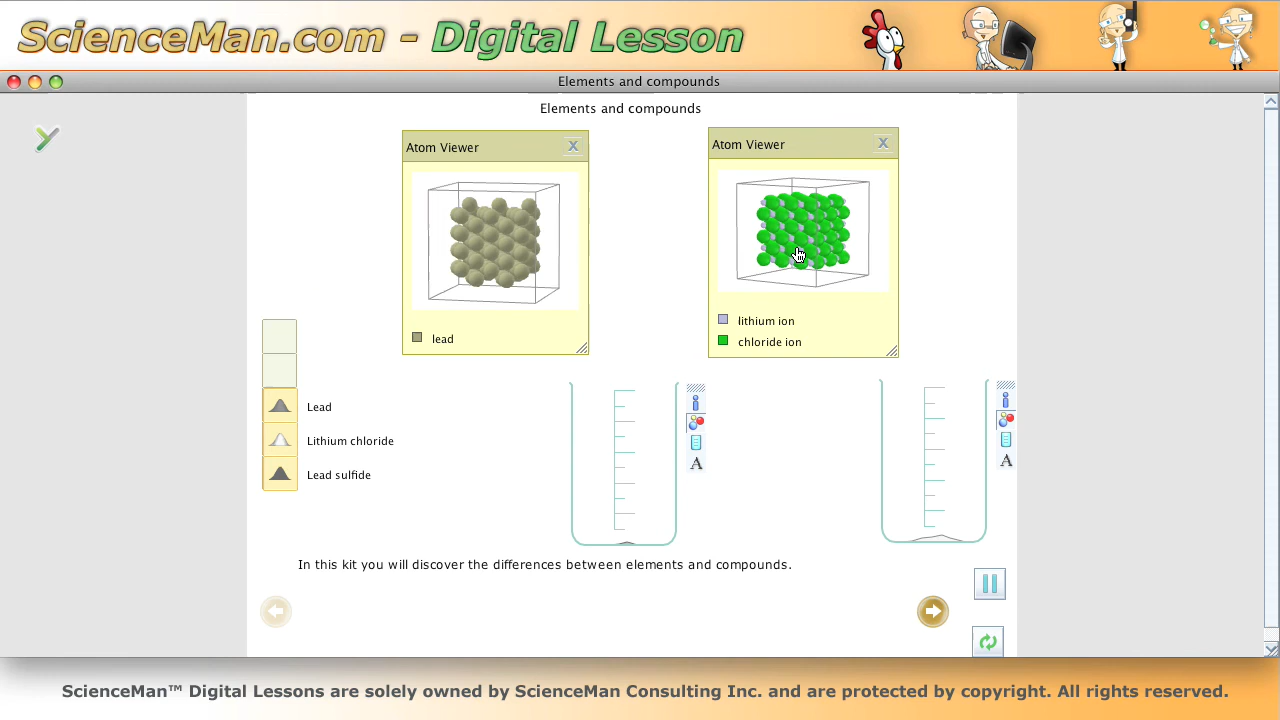 ScienceMan.com - Digital Lesson
Elements and compounds
Elements and compounds
Atom Viewer X
Atom Viewer X
lead
lithium ion
chloride ion
Lead
Lithium chloride
Lead sulfide
A
A
In this kit you will discover the differences between elements and compounds.
ScienceMan™ Digital Lessons are solely owned by ScienceMan Consulting Inc. and are protected by copyright. All rights reserved.